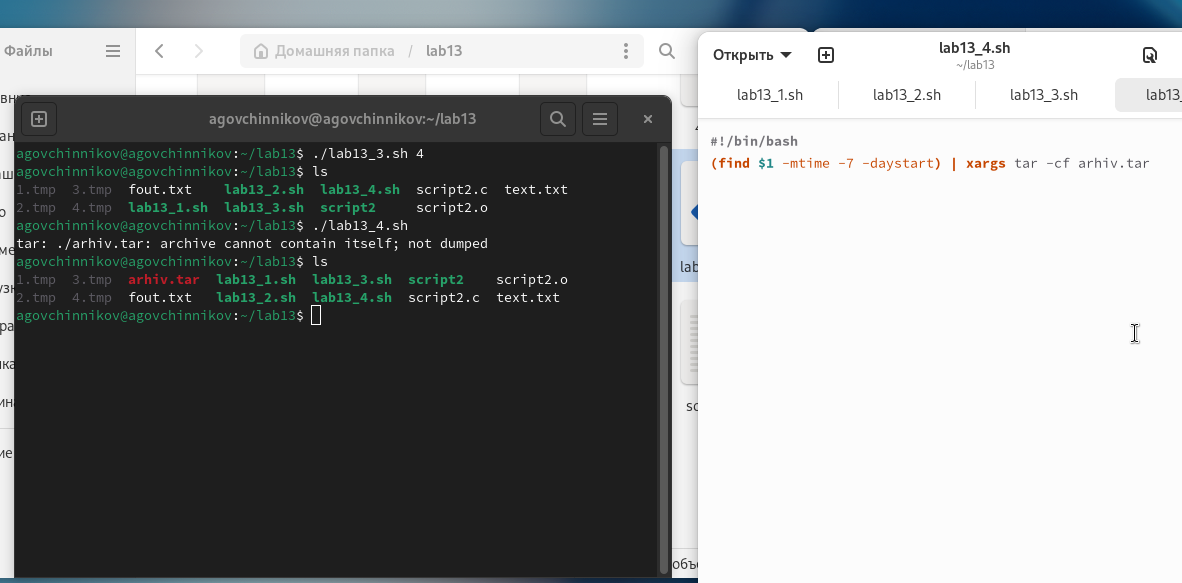 Файлы
Домашняя папка / lab13
agovchinnikov@agovchinnikov:~/lab13
agovchinnikov@agovchinnikov:~/lab13$ ./lab13_3.sh 4
agovchinnikov@agovchinnikov:~/lab13$ ls
1.tmp 3.tmp fout.txt lab13_2.sh lab13_4.sh script2.c text.txt
2.tmp 4.tmp lab13_1.sh lab13_3.sh script2 script2.o
agovchinnikov@agovchinnikov:~/lab13$ ./lab13_4.sh
tar: ./arhiv.tar: archive cannot contain itself; not dumped
agovchinnikov@agovchinnikov:~/lab13$ ls
1.tmp 3.tmp arhiv.tar lab13_1.sh lab13_3.sh script2 script2.o
2.tmp 4.tmp fout.txt lab13_2.sh lab13_4.sh script2.c text.txt
agovchinnikov@agovchinnikov:~/lab13$
Открыть
lab13_4.sh
~/lab13
lab13_1.sh lab13_2.sh lab13_3.sh lab13_
#!/bin/bash
(find $1 -mtime -7 -daystart) | xargs tar -cf arhiv.tar